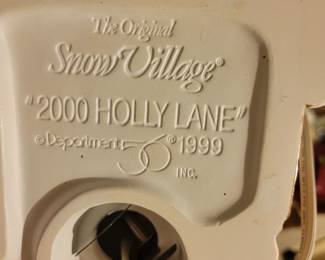 The Original
Snow Village®
"2000 HOLLY LANE"
©Department 56® 1999
INC.